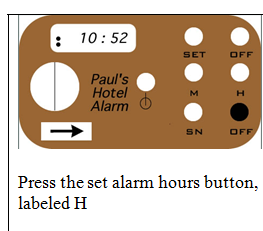 : 10 : 52
SET OFF
Paul's
Hotel
Alarm
M H
SN OFF
Press the set alarm hours button,
labeled H